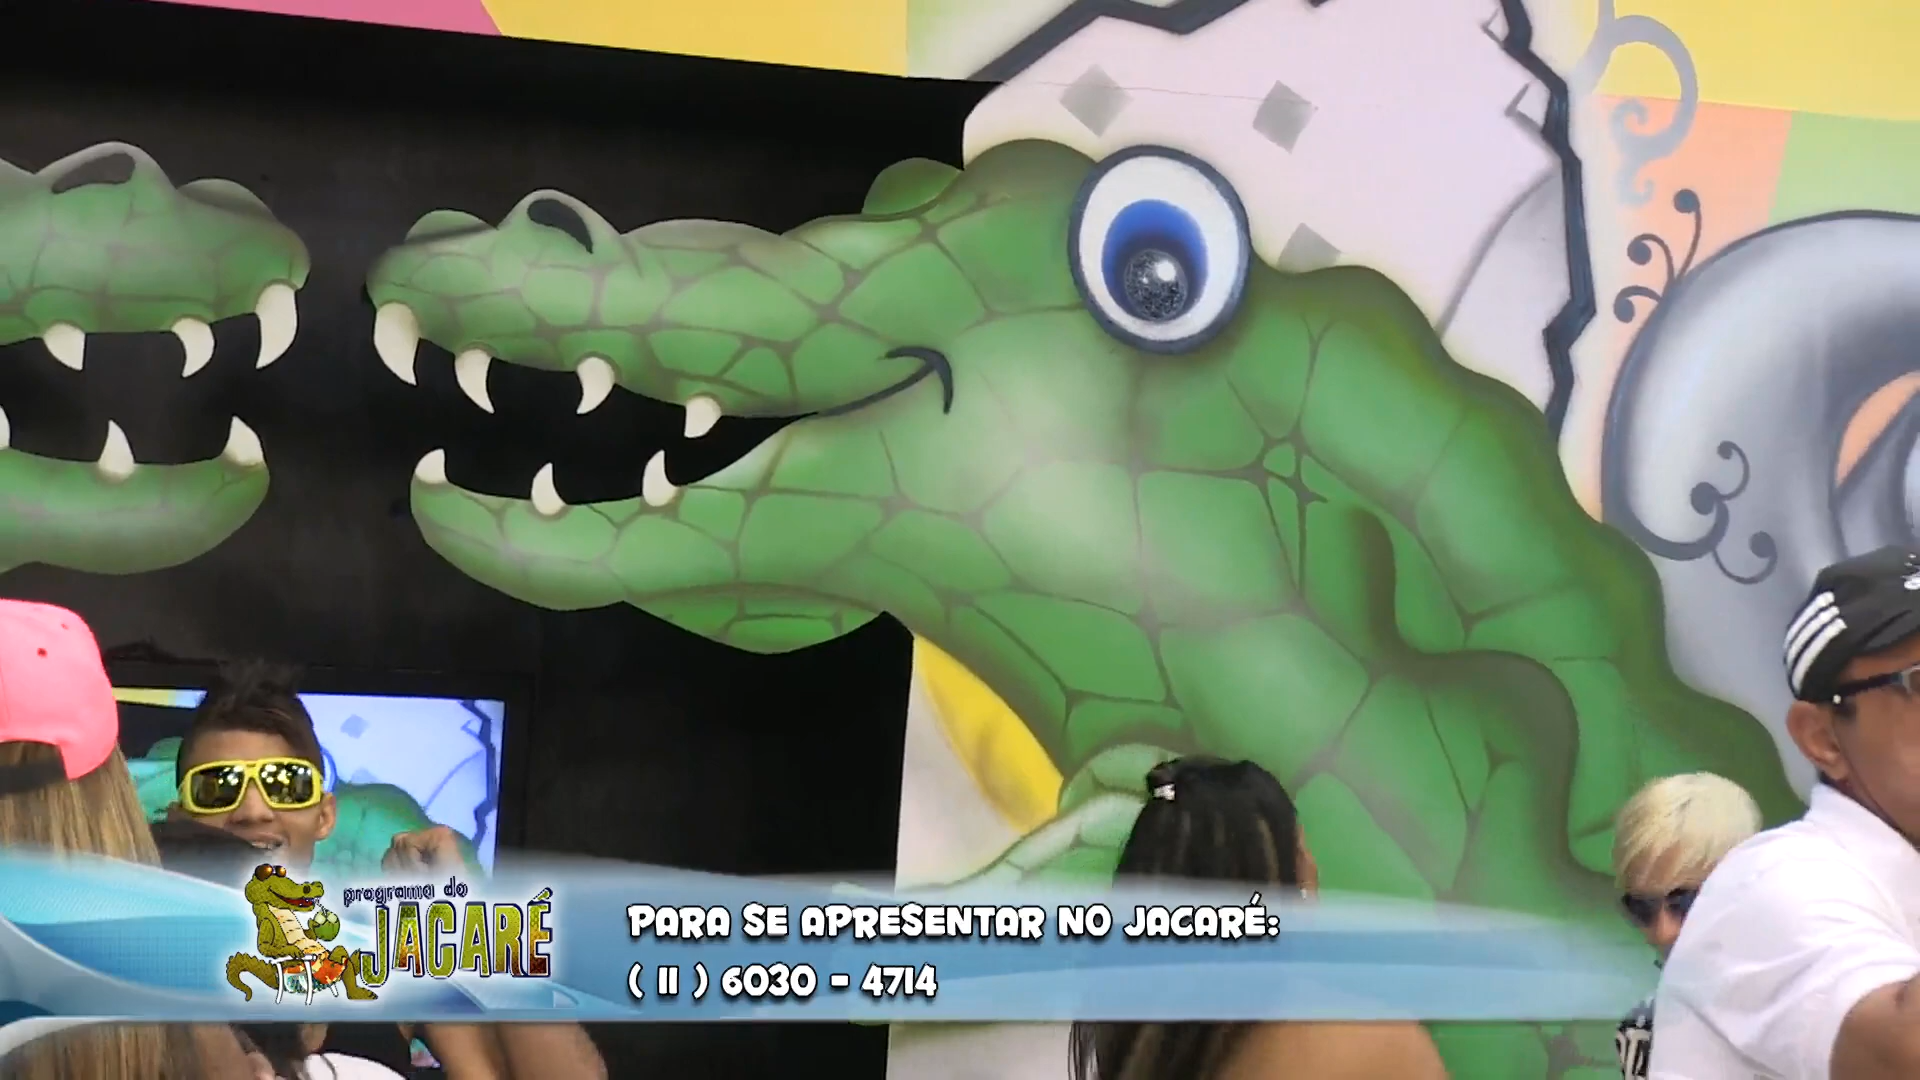 programa do
JACARÉ
PARA SE APRESENTAR NO JACARÉ:
( 11 ) 6030 - 4714